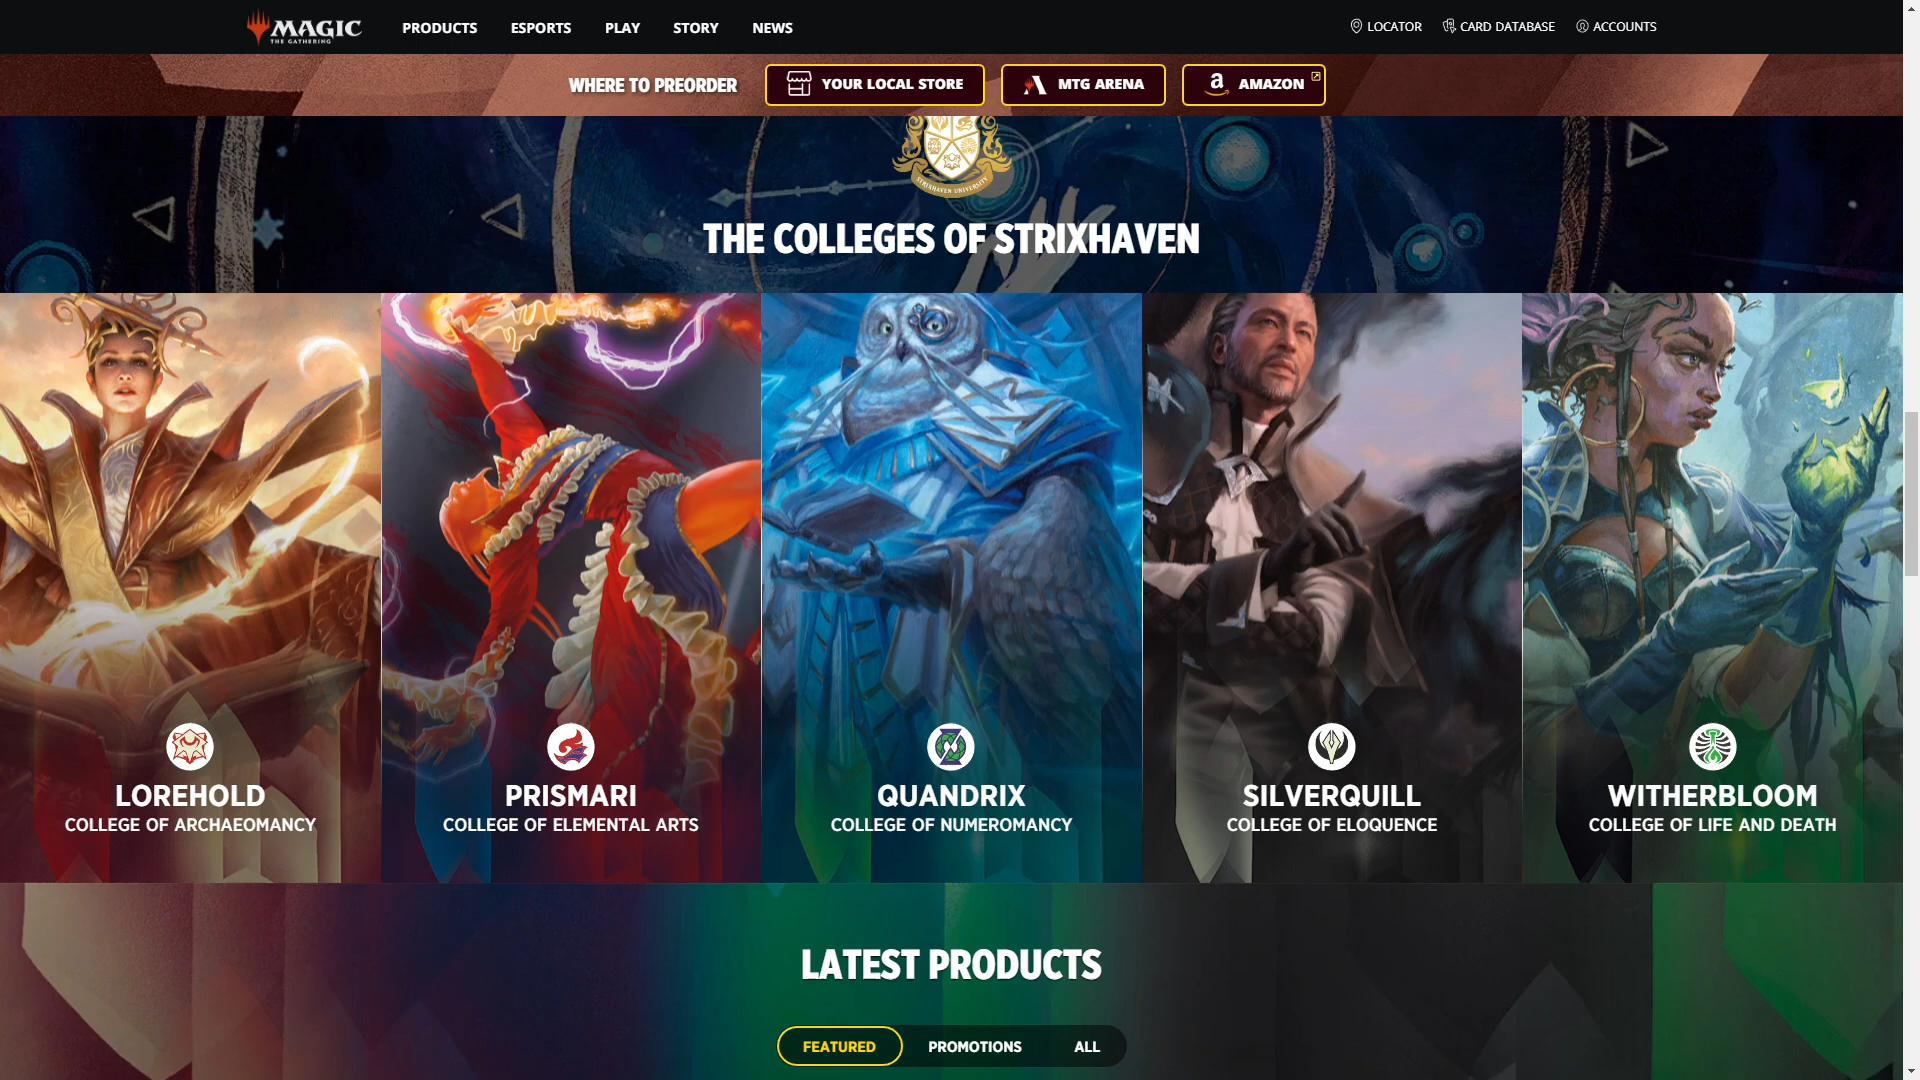 MAGIC
THE GATHERING
PRODUCTS ESPORTS PLAY STORY NEWS
LOCATOR CARD DATABASE ACCOUNTS
WHERE TO PREORDER YOUR LOCAL STORE MTG ARENA a AMAZON
STRIXHAVEN UNIVERSITY
THE COLLEGES OF STRIXHAVEN
LOREHOLD
COLLEGE OF ARCHAEOMANCY
PRISMARI
COLLEGE OF ELEMENTAL ARTS
QUANDRIX
COLLEGE OF NUMEROMANCY
SILVERQUILL
COLLEGE OF ELOQUENCE
WITHERBLOOM
COLLEGE OF LIFE AND DEATH
LATEST PRODUCTS
FEATURED PROMOTIONS ALL